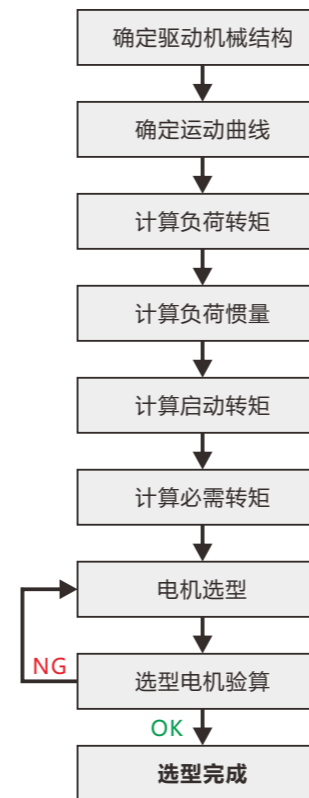 确定驱动机械结构
确定运动曲线
计算负荷转矩
计算负荷惯量
计算启动转矩
计算必需转矩
电机选型
NG
选型电机验算
OK
选型完成